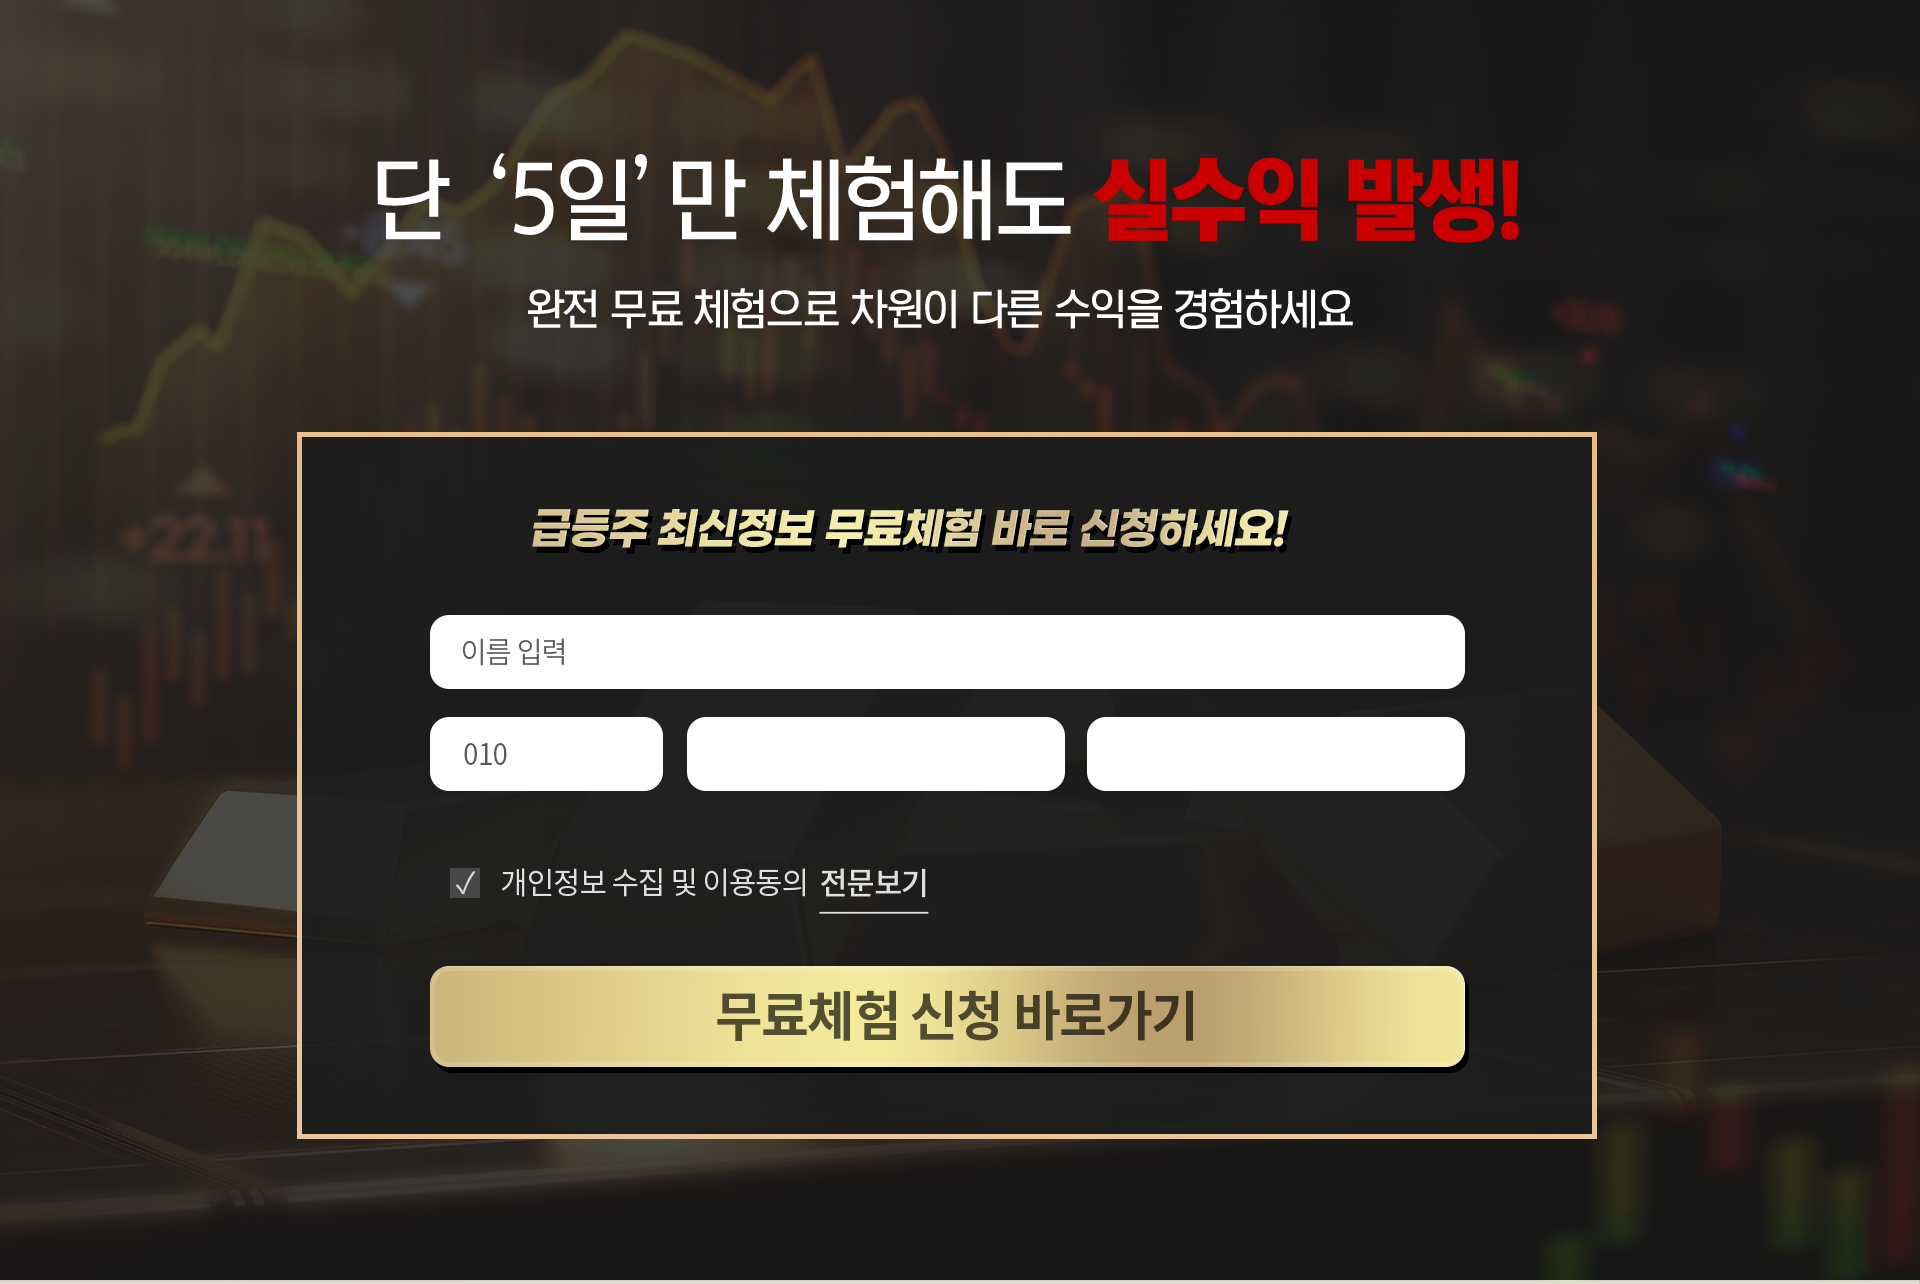 단 ‘5일’ 만 체험해도 실수익 발생!
완전 무료 체험으로 차원이 다른 수익을 경험하세요
+22.11
급등주 최신정보 무료체험 바로 신청하세요!
이름 입력
010
✓ 개인정보 수집 및 이용동의 전문보기
무료체험 신청 바로가기